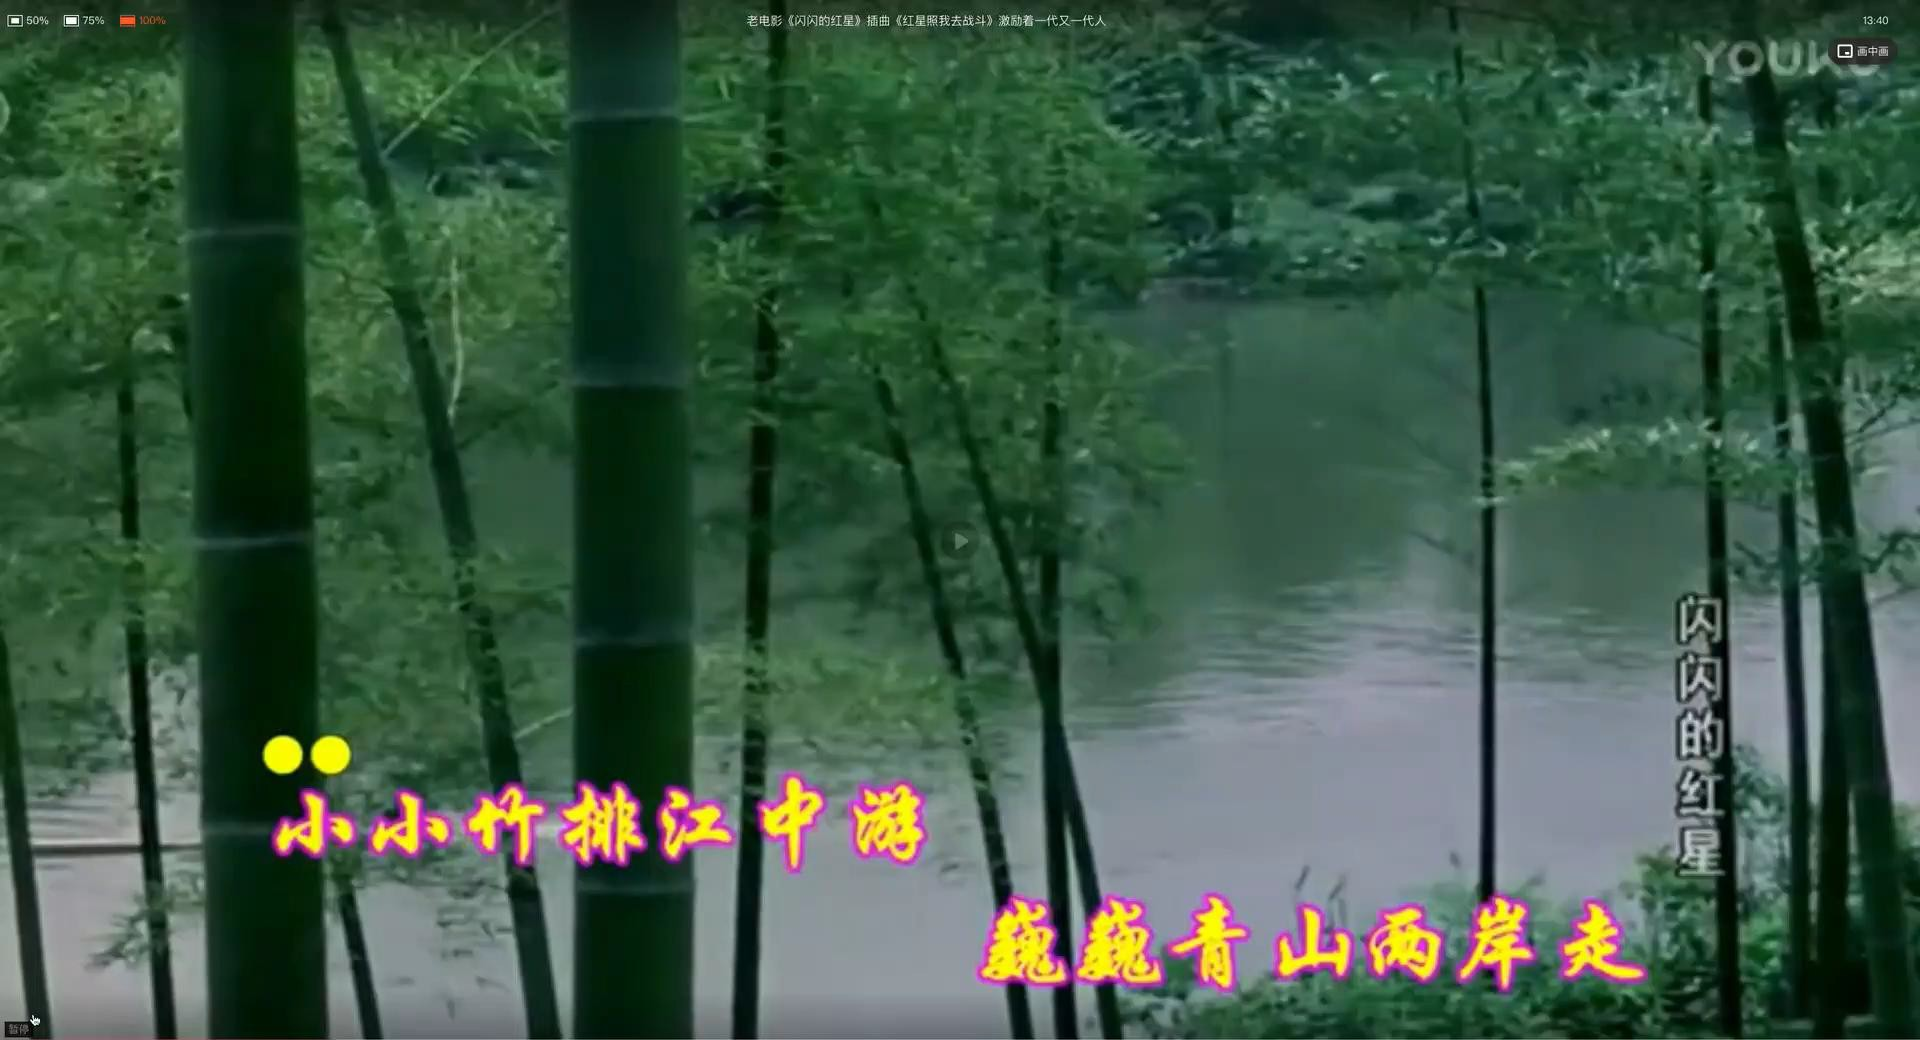 50% 75% 100%
老电影《闪闪的红星》插曲《红星照我去战斗》激励着一代又一代人
13:40
画中画
闪闪的红星
小小竹排江中游
巍巍青山两岸走
暂停